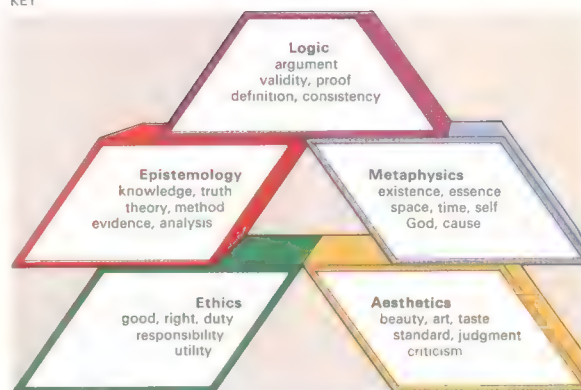 KEY
Logic
argument
validity, proof
definition, consistency
Epistemology
knowledge, truth
theory, method
evidence, analysis
Metaphysics
existence, essence
space, time, self
God, cause
Ethics
good, right, duty
responsibility
utility
Aesthetics
beauty, art, taste
standard, judgment
criticism